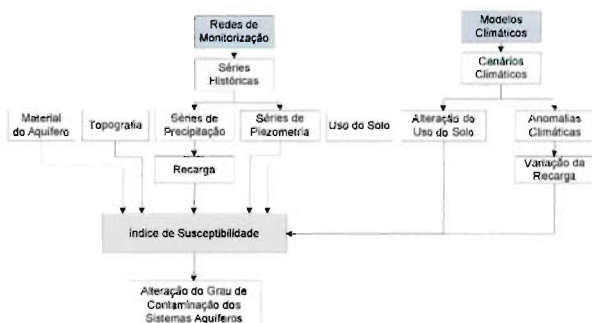 Redes de
Monitorização
Modelos
Climáticos
Séries
Históricas
Cenários
Climáticos
Material
do Aquífero
Topografia
Séries de
Precipitação
Séries de
Piezometria
Uso do Solo
Alteração do
Uso do Solo
Anomalias
Climáticas
Recarga
Variação da
Recarga
Índice de Susceptibilidade
Alteração do Grau de
Contaminação dos
Sistemas Aquíferos